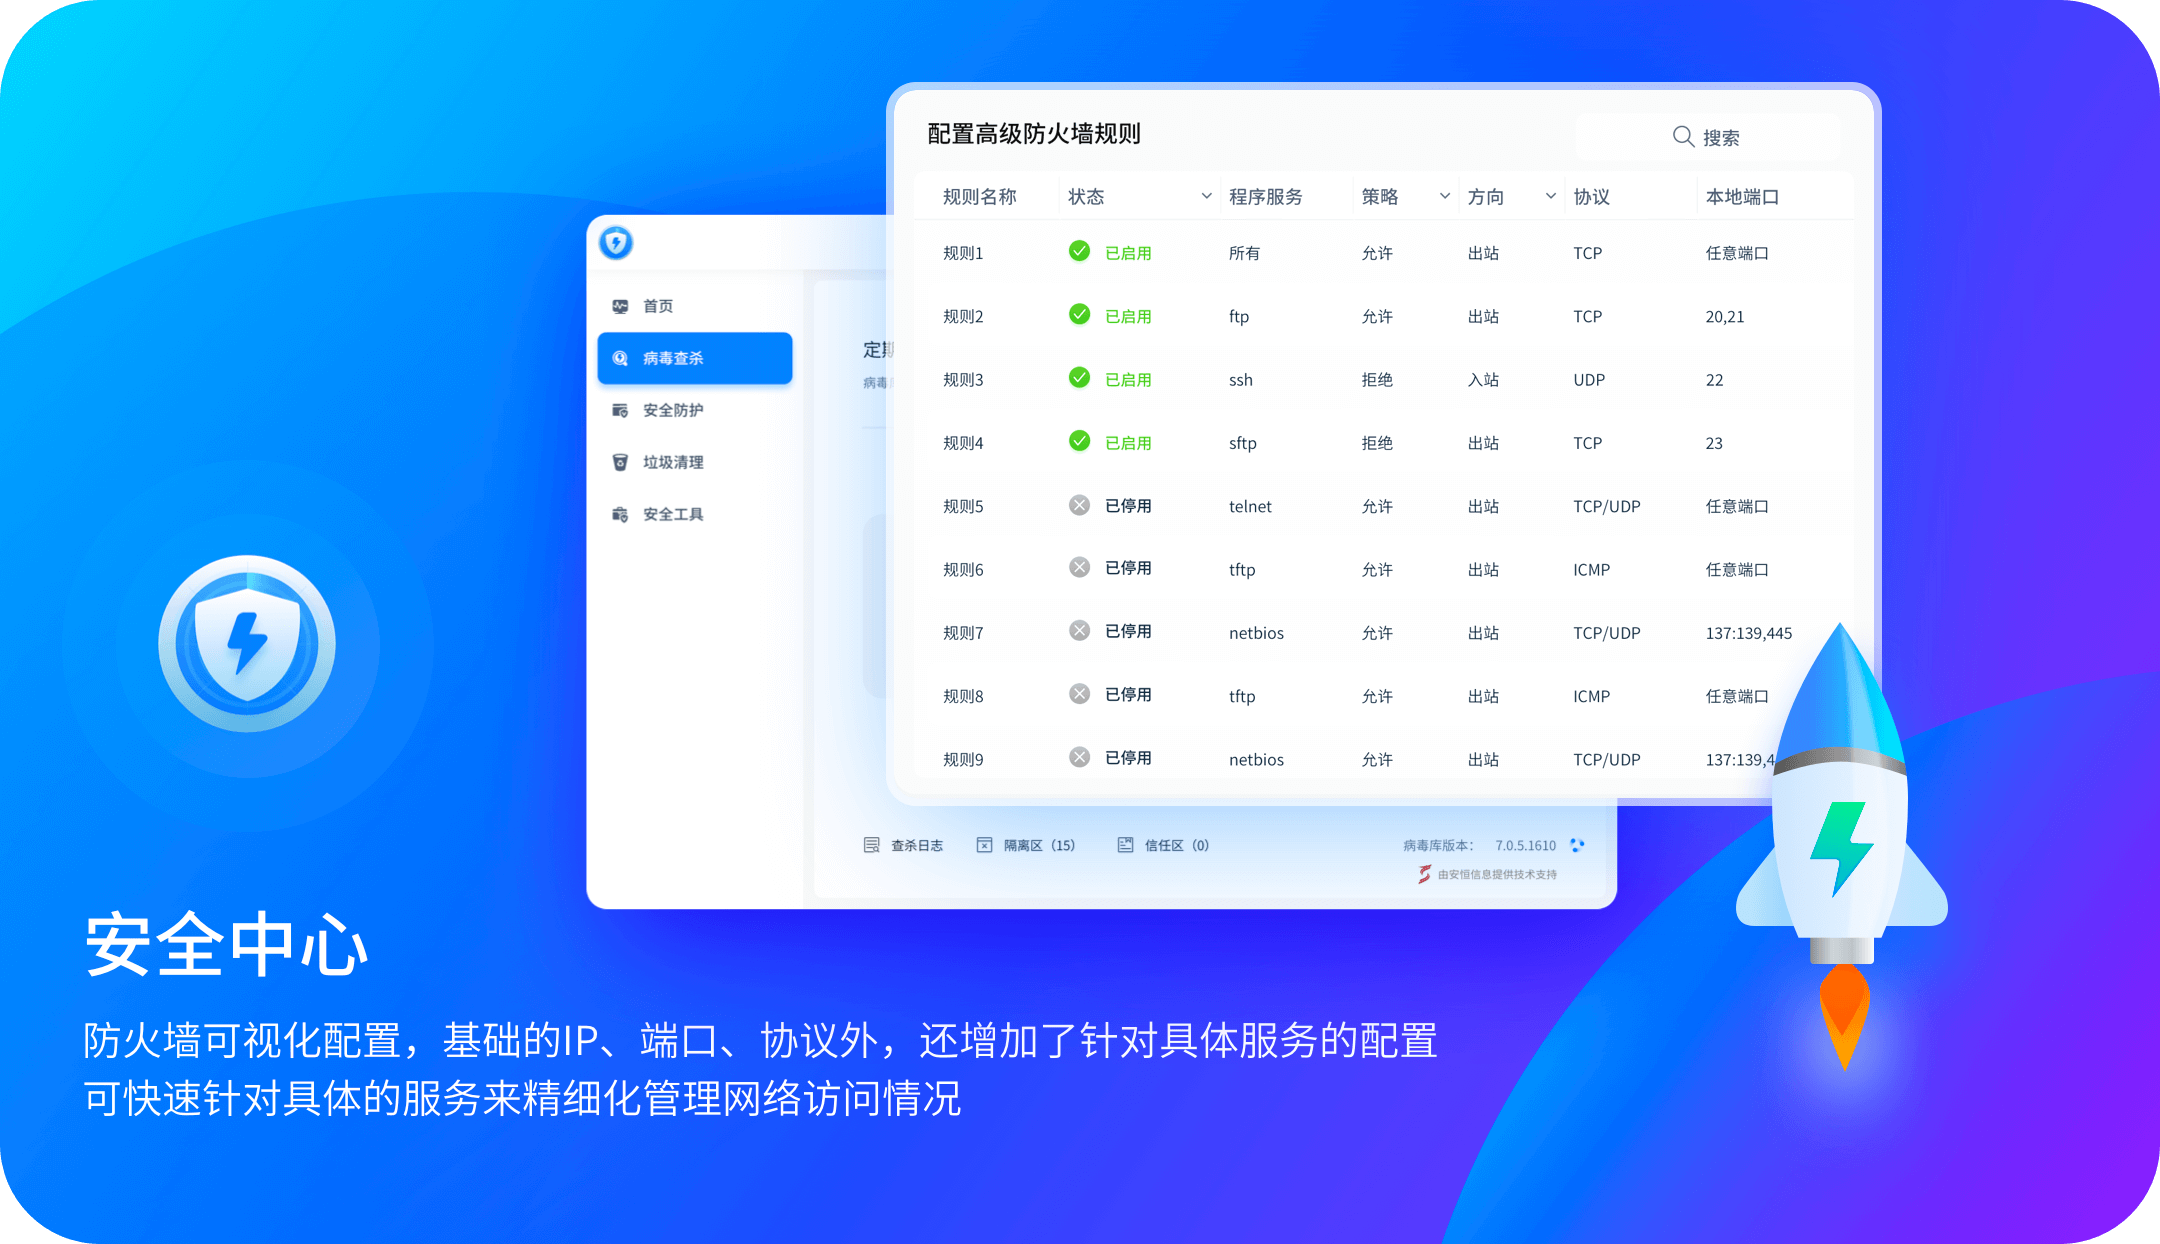 配置高级防火墙规则
搜索
规则名称 状态 程序服务 策略 方向 协议 本地端口
规则1 已启用 所有 允许 出站 TCP 任意端口
规则2 已启用 ftp 允许 出站 TCP 20,21
规则3 已启用 ssh 拒绝 入站 UDP 22
规则4 已启用 sftp 拒绝 出站 TCP 23
规则5 已停用 telnet 允许 出站 TCP/UDP 任意端口
规则6 已停用 tftp 允许 出站 ICMP 任意端口
规则7 已停用 netbios 允许 出站 TCP/UDP 137:139,445
规则8 已停用 tftp 允许 出站 ICMP 任意端口
规则9 已停用 netbios 允许 出站 TCP/UDP 137:139,4
首页
病毒查杀
安全防护
垃圾清理
安全工具
定期
病毒
查杀日志 隔离区（15） 信任区（0） 病毒库版本： 7.0.5.1610
由安恒信息提供技术支持
安全中心
防火墙可视化配置，基础的IP、端口、协议外，还增加了针对具体服务的配置
可快速针对具体的服务来精细化管理网络访问情况